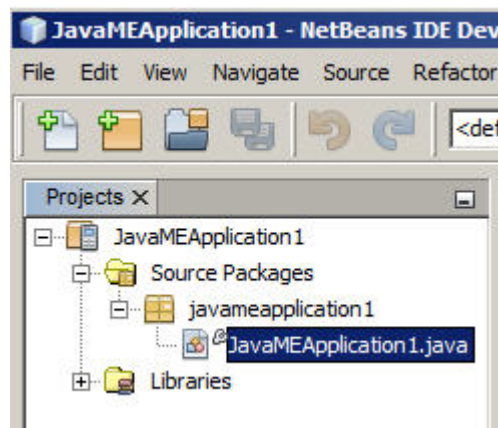 JavaMEApplication1 - NetBeans IDE Dev
File Edit View Navigate Source Refactor
<def
Projects
JavaMEApplication1
Source Packages
javameapplication1
JavaMEApplication1.java
Libraries